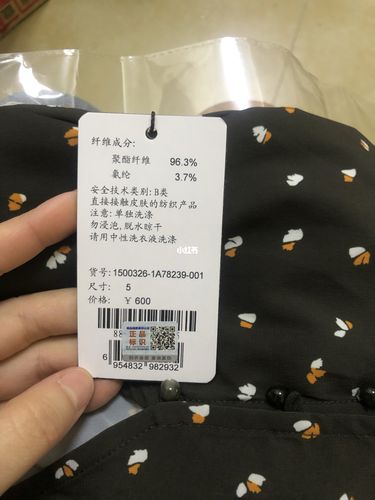 纤维成分:
聚酯纤维 96.3%
氨纶 3.7%
安全技术类别: B类
直接接触皮肤的纺织产品
注意: 单独洗涤
勿浸泡, 脱水晾干
请用中性洗衣液洗涤
小红书
货号: 1500326-1A78239-001
尺寸: 5
价格: ￥600
正品
标识
6 954832 982932